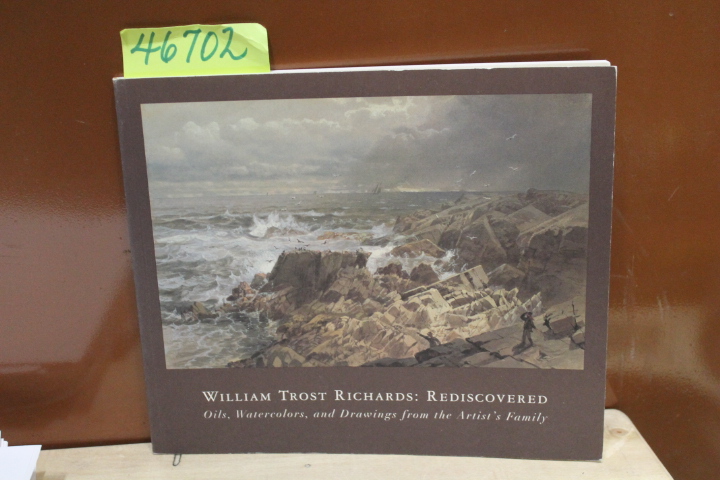 46702
WILLIAM TROST RICHARDS: REDISCOVERED
Oils, Watercolors, and Drawings from the Artist's Family